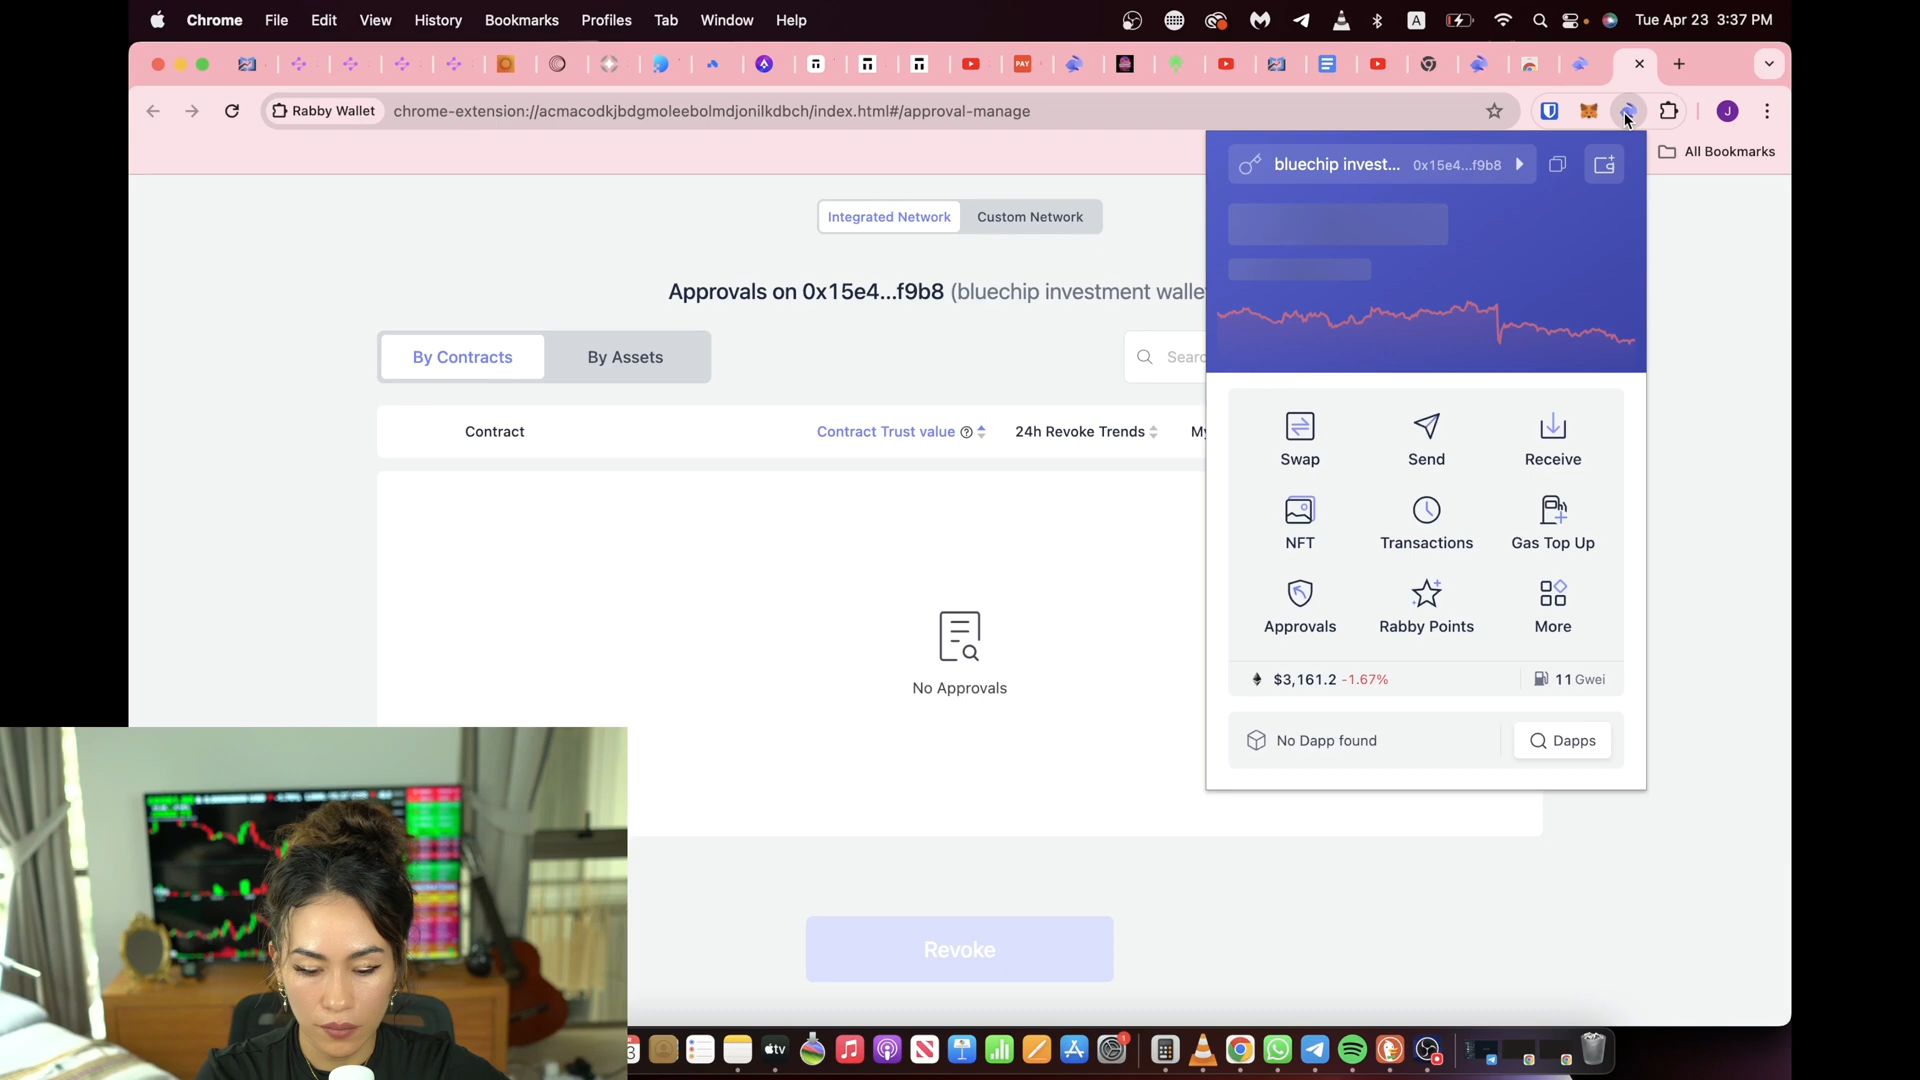 Chrome File Edit View History Bookmarks Profiles Tab Window Help
A
Tue Apr 23 3:37 PM
PAY
Rabby Wallet
chrome-extension://acmacodkjbdgmoleebolmdjonilkdbch/index.html#/approval-manage
J
All Bookmarks
bluechip invest... 0x15e4...f9b8
Integrated Network
Custom Network
Approvals on 0x15e4...f9b8 (bluechip investment walle
By Contracts
By Assets
Searc
Contract
Contract Trust value
24h Revoke Trends
My
No Approvals
Revoke
Swap
Send
Receive
NFT
Transactions
Gas Top Up
Approvals
Rabby Points
More
$3,161.2 -1.67%
11 Gwei
No Dapp found
Dapps
tv
1